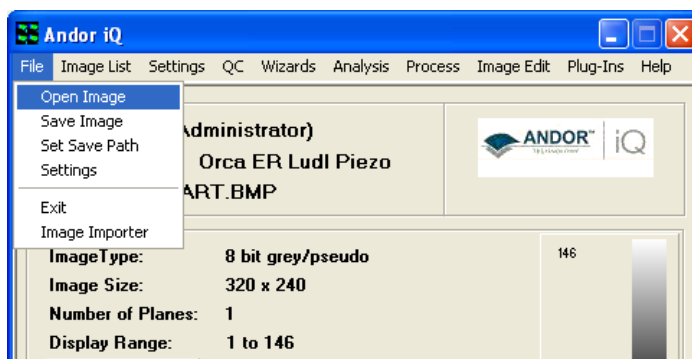 Andor iQ
File Image List Settings QC Wizards Analysis Process Image Edit Plug-Ins Help
Open Image
Save Image
Set Save Path
Settings
Exit
Image Importer
dministrator)
Orca ER Ludl Piezo
ART.BMP
ANDOR™ iQ
ImageType: 8 bit grey/pseudo
Image Size: 320 x 240
Number of Planes: 1
Display Range: 1 to 146
146